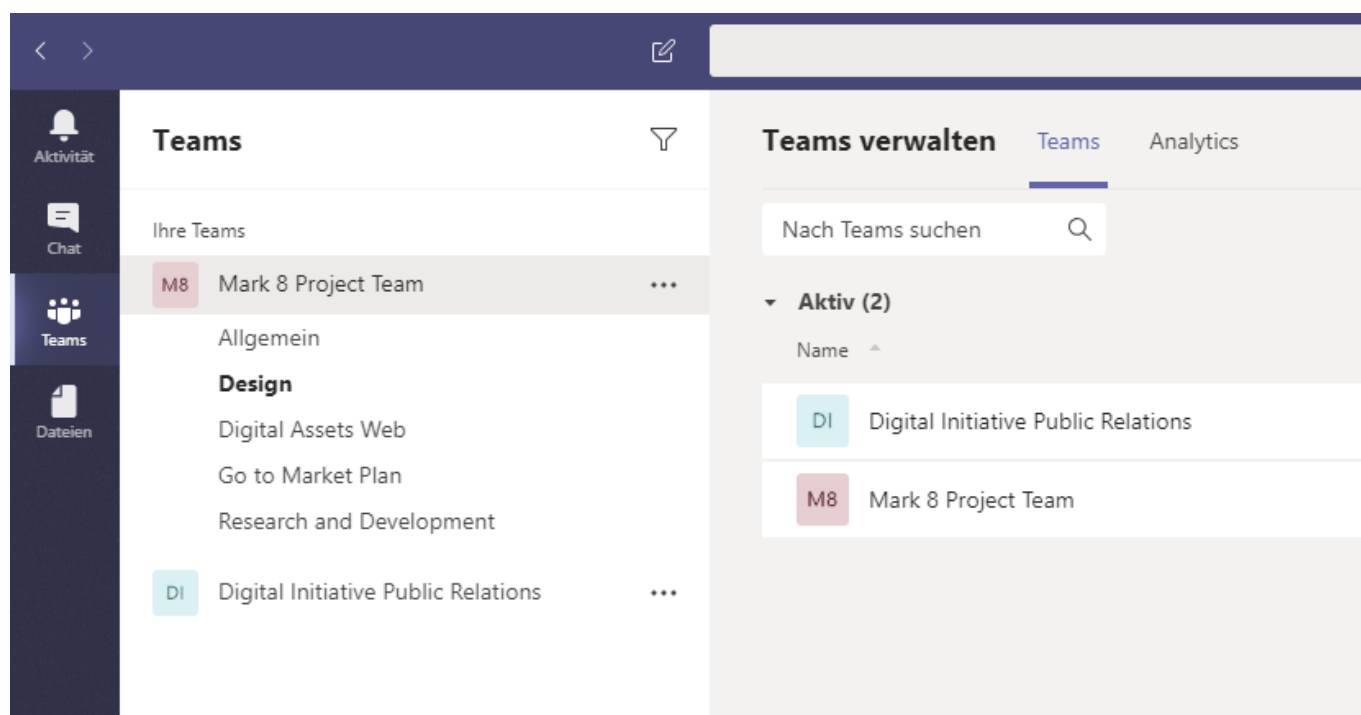 Aktivität
Chat
Teams
Dateien
Teams
Ihre Teams
M8 Mark 8 Project Team
Allgemein
Design
Digital Assets Web
Go to Market Plan
Research and Development
DI Digital Initiative Public Relations
Teams verwalten Teams Analytics
Nach Teams suchen
Aktiv (2)
Name
DI Digital Initiative Public Relations
M8 Mark 8 Project Team